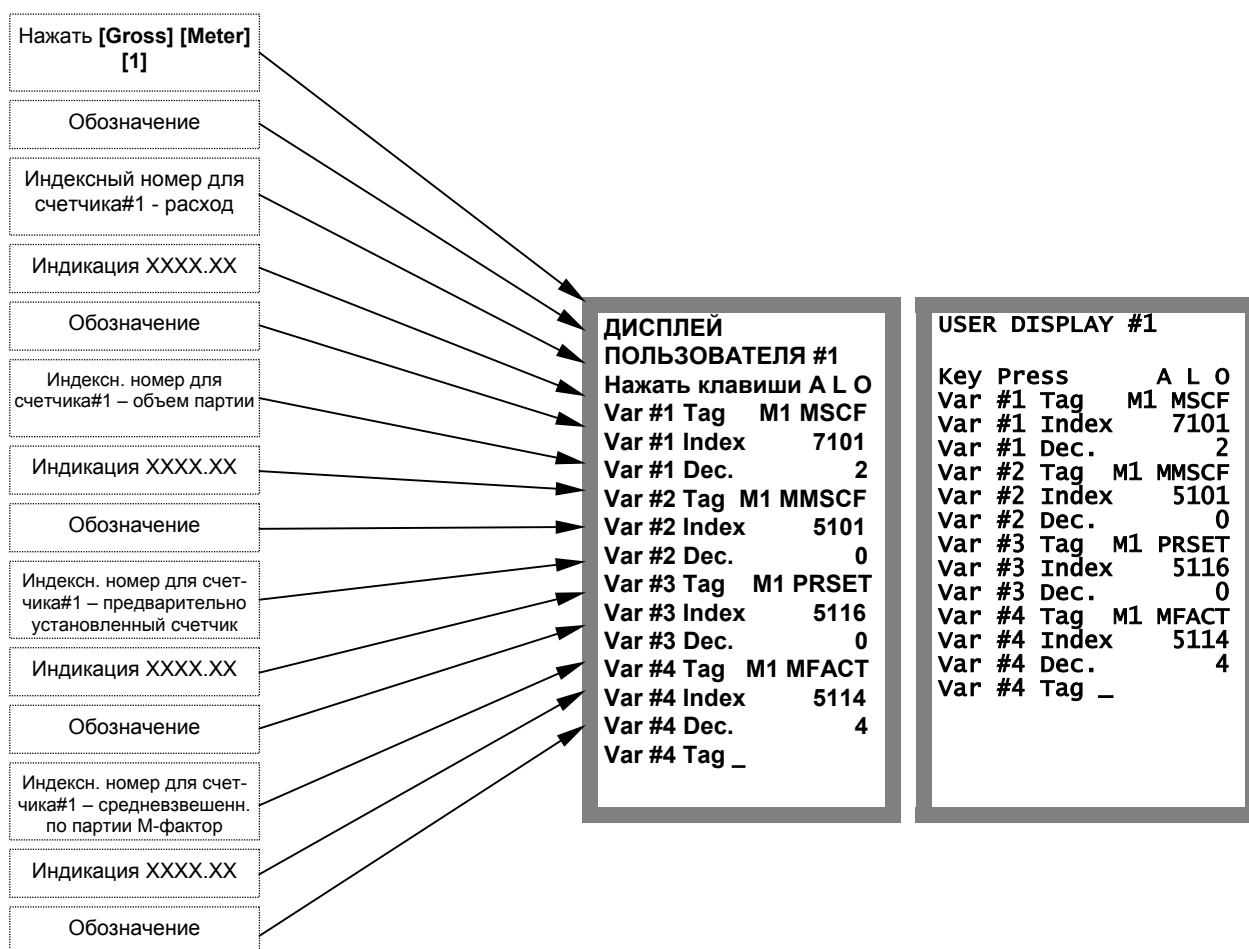 Нажать [Gross] [Meter]
[1]
Обозначение
Индексный номер для
счетчика#1 - расход
Индикация XXXX.XX
Обозначение
Индексн. номер для
счетчика#1 – объем партии
Индикация XXXX.XX
Обозначение
Индексн. номер для счет-
чика#1 – предварительно
установленный счетчик
Индикация XXXX.XX
Обозначение
Индексн. номер для счет-
чика#1 – средневзвешенн.
по партии М-фактор
Индикация XXXX.XX
Обозначение
ДИСПЛЕЙ
ПОЛЬЗОВАТЕЛЯ #1
Нажать клавиши A L O
Var #1 Tag M1 MSCF
Var #1 Index 7101
Var #1 Dec. 2
Var #2 Tag M1 MMSCF
Var #2 Index 5101
Var #2 Dec. 0
Var #3 Tag M1 PRSET
Var #3 Index 5116
Var #3 Dec. 0
Var #4 Tag M1 MFACT
Var #4 Index 5114
Var #4 Dec. 4
Var #4 Tag _
USER DISPLAY #1
Key Press A L O
Var #1 Tag M1 MSCF
Var #1 Index 7101
Var #1 Dec. 2
Var #2 Tag M1 MMSCF
Var #2 Index 5101
Var #2 Dec. 0
Var #3 Tag M1 PRSET
Var #3 Index 5116
Var #3 Dec. 0
Var #4 Tag M1 MFACT
Var #4 Index 5114
Var #4 Dec. 4
Var #4 Tag _